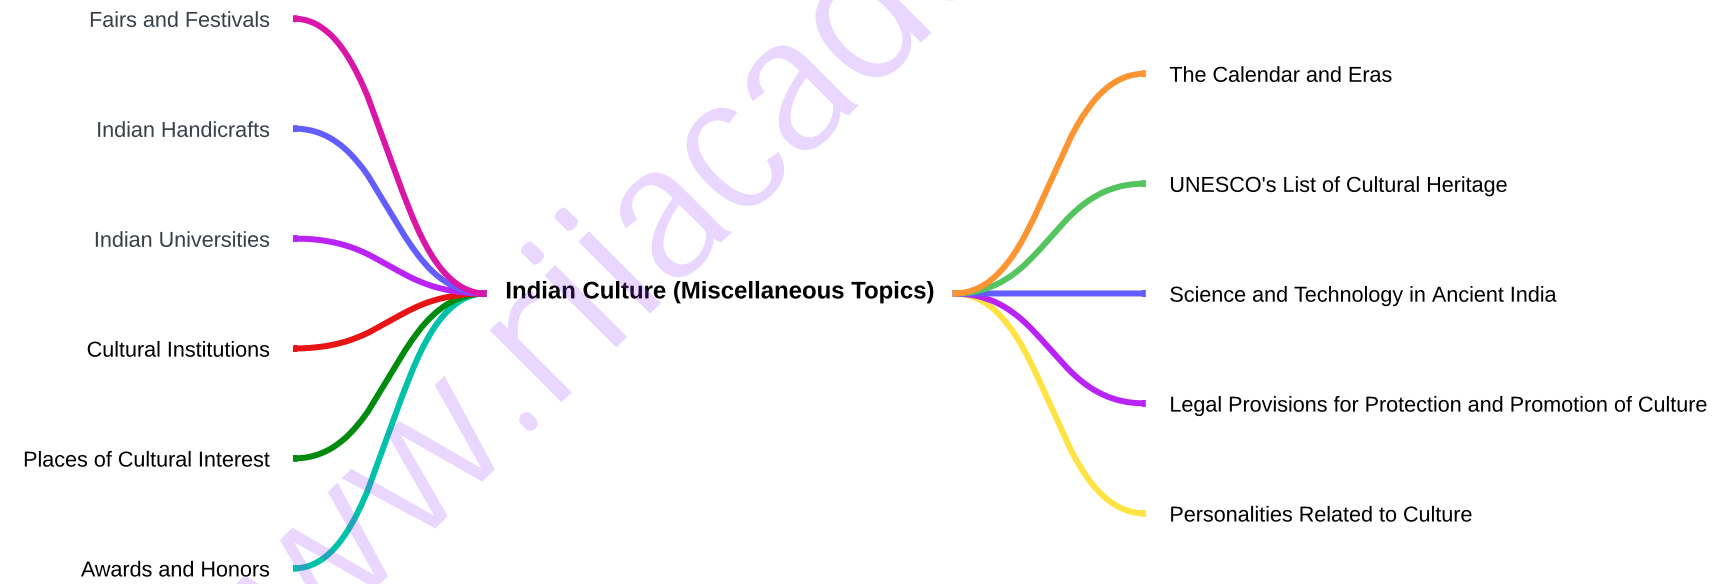 Fairs and Festivals
Indian Handicrafts
Indian Universities
Cultural Institutions
Places of Cultural Interest
Awards and Honors
Indian Culture (Miscellaneous Topics)
The Calendar and Eras
UNESCO's List of Cultural Heritage
Science and Technology in Ancient India
Legal Provisions for Protection and Promotion of Culture
Personalities Related to Culture